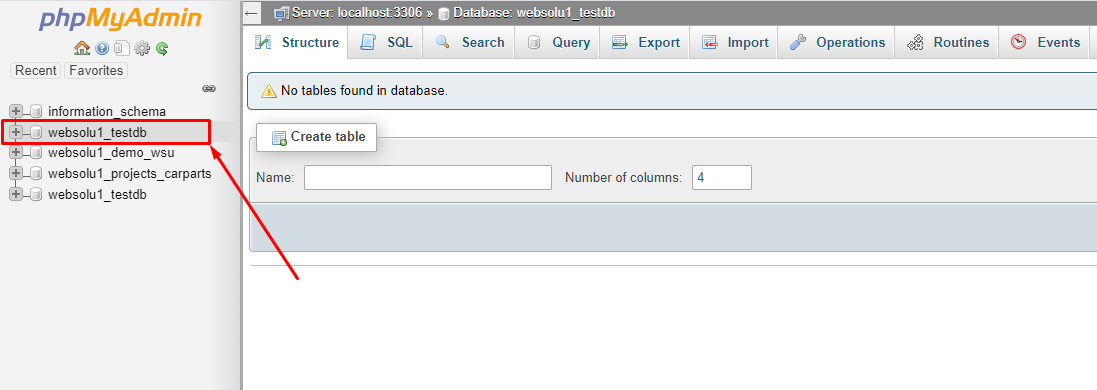 phpMyAdmin
Recent Favorites
information_schema
websolu1_testdb
websolu1_demo_wsu
websolu1_projects_carparts
websolu1_testdb
Server: localhost:3306 » Database: websolu1_testdb
Structure SQL Search Query Export Import Operations Routines Events
No tables found in database.
Create table
Name: Number of columns: 4